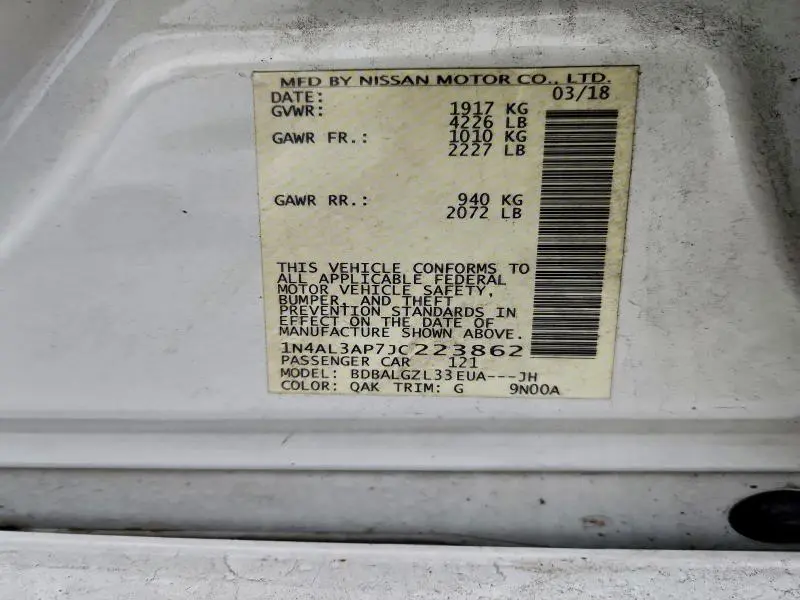 MFD BY NISSAN MOTOR CO., LTD.
DATE: 03/18
GVWR: 1917 KG
4226 LB
GAWR FR.: 1010 KG
2227 LB
GAWR RR.: 940 KG
2072 LB
THIS VEHICLE CONFORMS TO
ALL APPLICABLE FEDERAL
MOTOR VEHICLE SAFETY,
BUMPER, AND THEFT
PREVENTION STANDARDS IN
EFFECT ON THE DATE OF
MANUFACTURE SHOWN ABOVE.
1N4AL3AP7JC223862
PASSENGER CAR 121
MODEL: BDBALGZL33EUA---JH
COLOR: QAK TRIM: G 9N00A